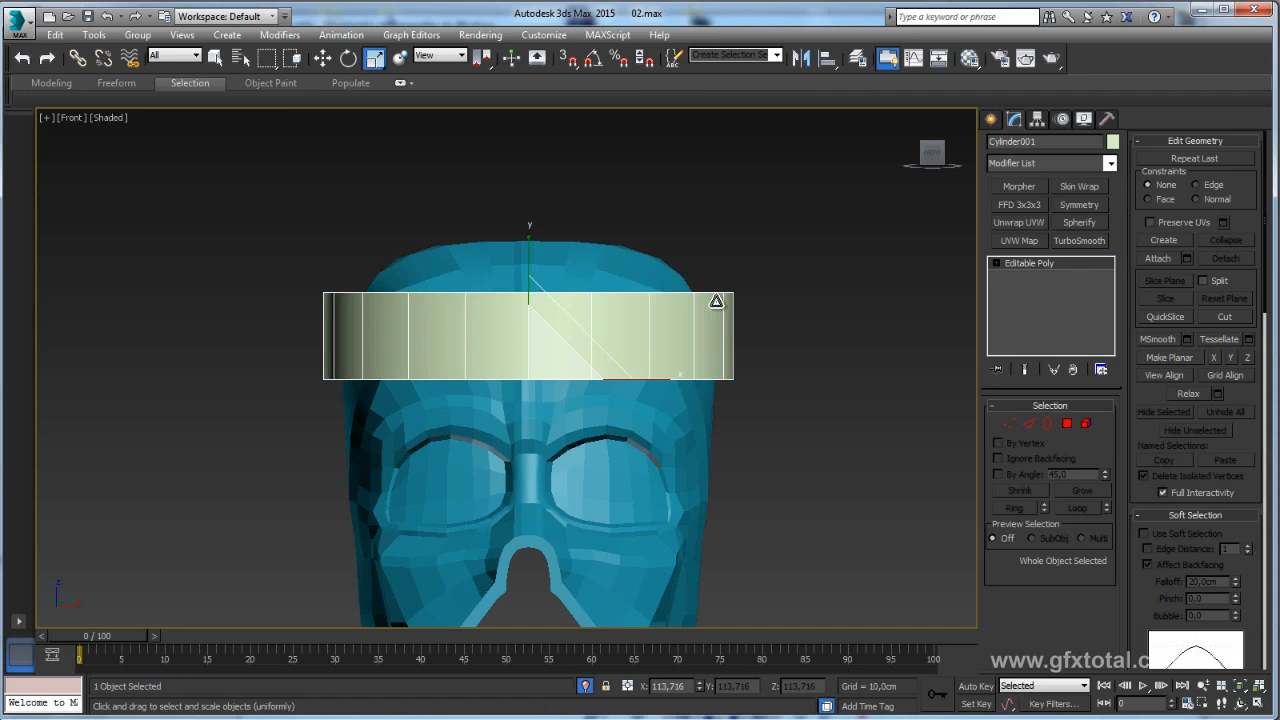 MAX
Workspace: Default
Autodesk 3ds Max 2015    02.max
Type a keyword or phrase
Edit Tools Group Views Create Modifiers Animation Graph Editors Rendering Customize MAXScript Help
All View Create Selection Se
Modeling Freeform Selection Object Paint Populate
[+] [Front] [Shaded]
y
x
z
Cylinder001
Modifier List
Morpher Skin Wrap
FFD 3x3x3 Symmetry
Unwrap UVW Spherify
UVW Map TurboSmooth
Editable Poly
Selection
By Vertex
Ignore Backfacing
By Angle: 45,0
Shrink Grow
Ring Loop
Preview Selection
Off SubObj Multi
Whole Object Selected
Edit Geometry
Repeat Last
Constraints
None Edge
Face Normal
Preserve UVs
Create Collapse
Attach Detach
Slice Plane Split
Slice Reset Plane
QuickSlice Cut
MSmooth Tessellate
Make Planar X Y Z
View Align Grid Align
Relax
Hide Selected Unhide All
Hide Unselected
Named Selections:
Copy Paste
Delete Isolated Vertices
Full Interactivity
Soft Selection
Use Soft Selection
Edge Distance: 1
Affect Backfacing
Falloff: 20,0cm
Pinch: 0,0
Bubble: 0,0
www.gfxtotal.c
< 0 / 100 >
0 5 10 15 20 25 30 35 40 45 50 55 60 65 70 75 80 85 90 95 100
1 Object Selected X: 113,716 Y: 113,716 Z: 113,716 Grid = 10,0cm Auto Key Selected
Welcome to M Click and drag to select and scale objects (uniformly) Add Time Tag Set Key Key Filters... 0